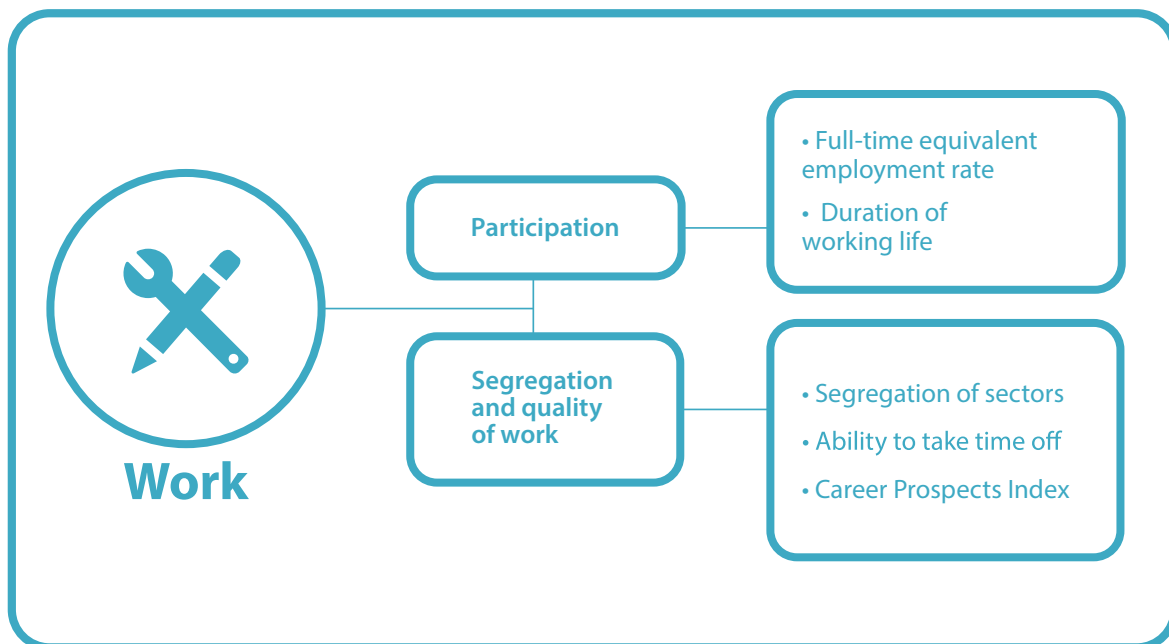 Work
Participation
• Full-time equivalent
employment rate
• Duration of
working life
Segregation
and quality
of work
• Segregation of sectors
• Ability to take time off
• Career Prospects Index